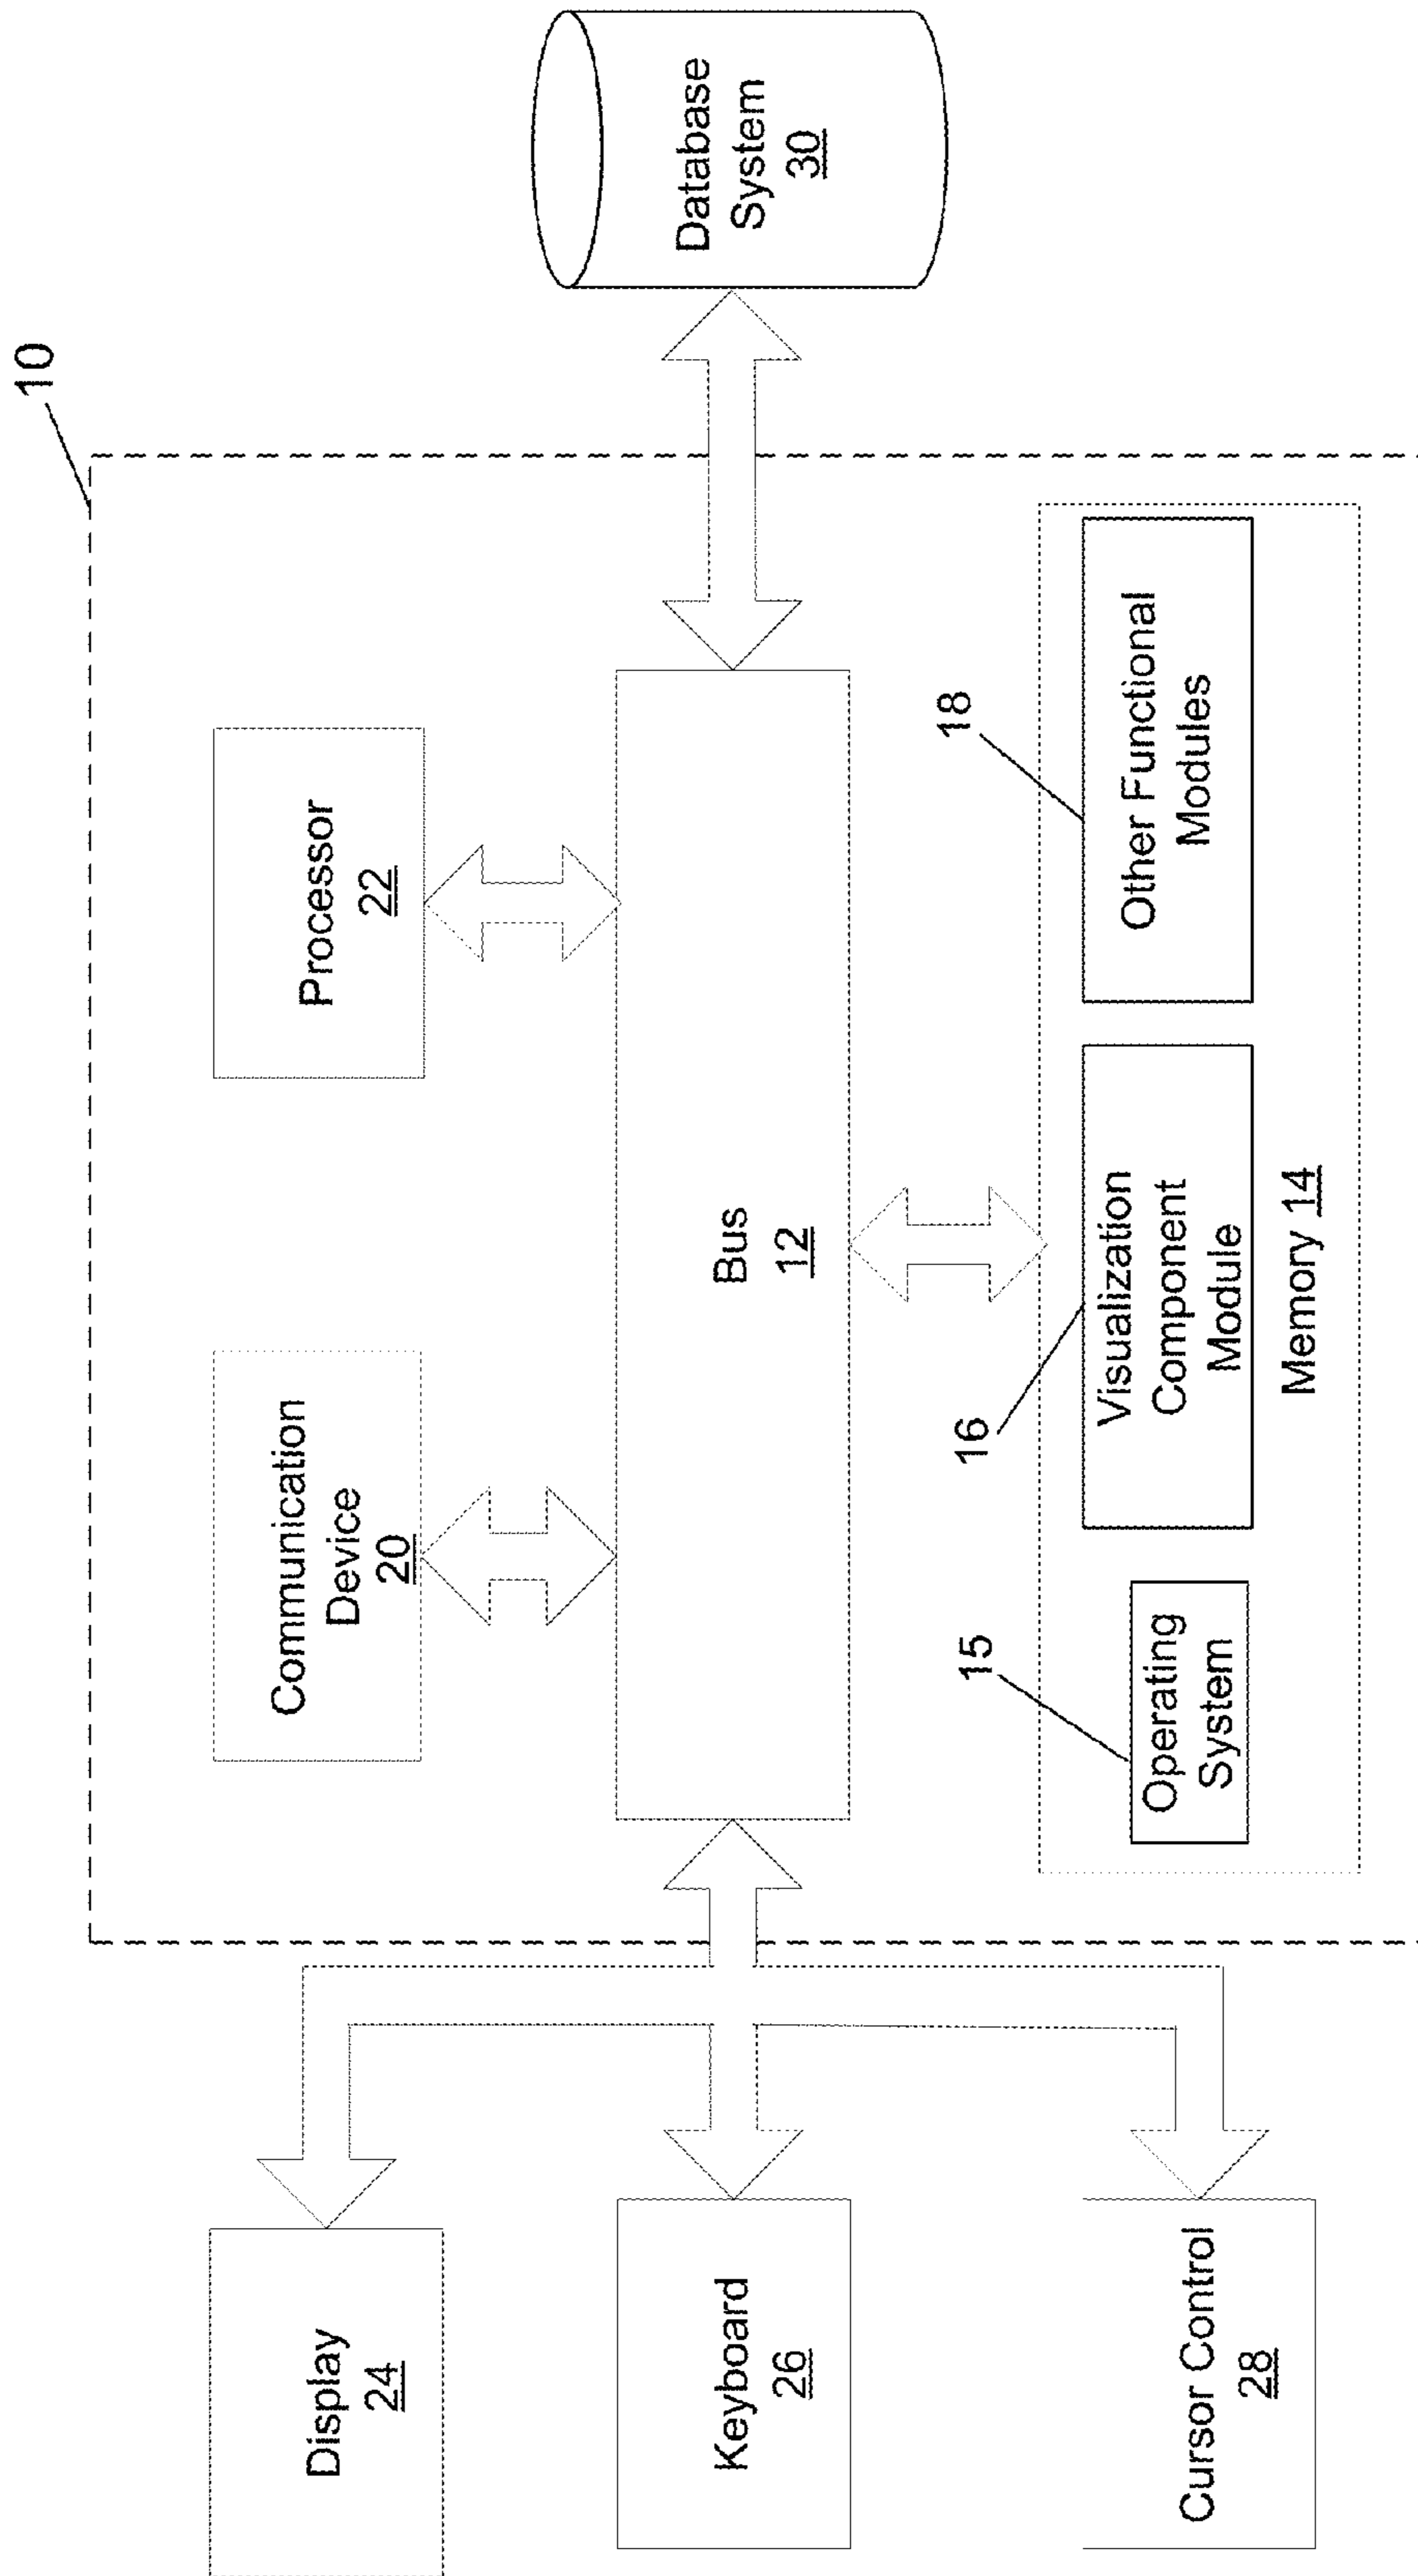 10
Communication
Device
20
Processor
22
Display
24
Keyboard
26
Cursor Control
28
Bus
12
Database
System
30
15
Operating
System
16
Visualization
Component
Module
18
Other Functional
Modules
Memory 14